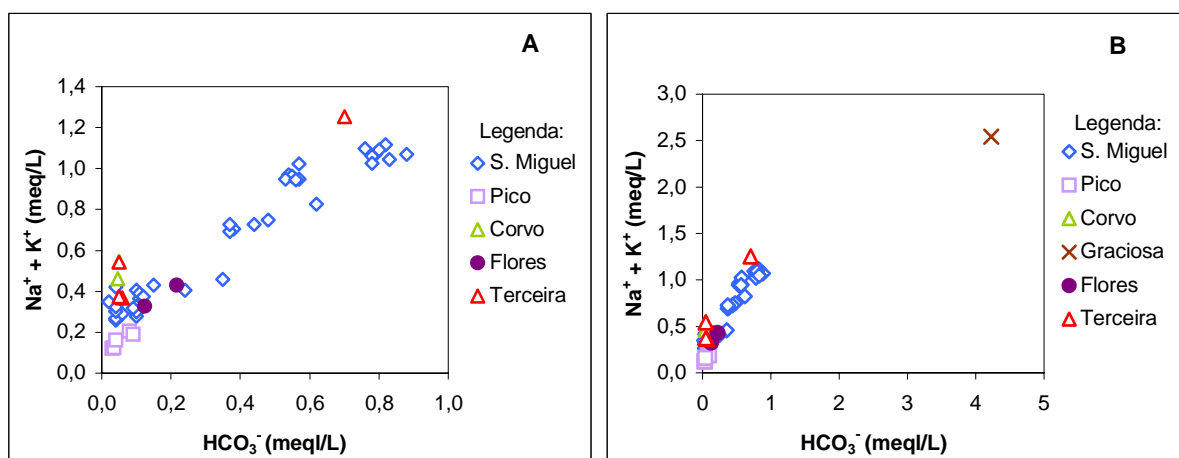 A
Na⁺ + K⁺ (meq/L)
1,4
1,2
1,0
0,8
0,6
0,4
0,2
0,0
0,0 0,2 0,4 0,6 0,8 1,0
HCO₃⁻ (meql/L)
Legenda:
S. Miguel
Pico
Corvo
Flores
Terceira
B
Na⁺ + K⁺ (meq/L)
3,0
2,5
2,0
1,5
1,0
0,5
0,0
0 1 2 3 4 5
HCO₃⁻ (meql/L)
Legenda:
S. Miguel
Pico
Corvo
Graciosa
Flores
Terceira